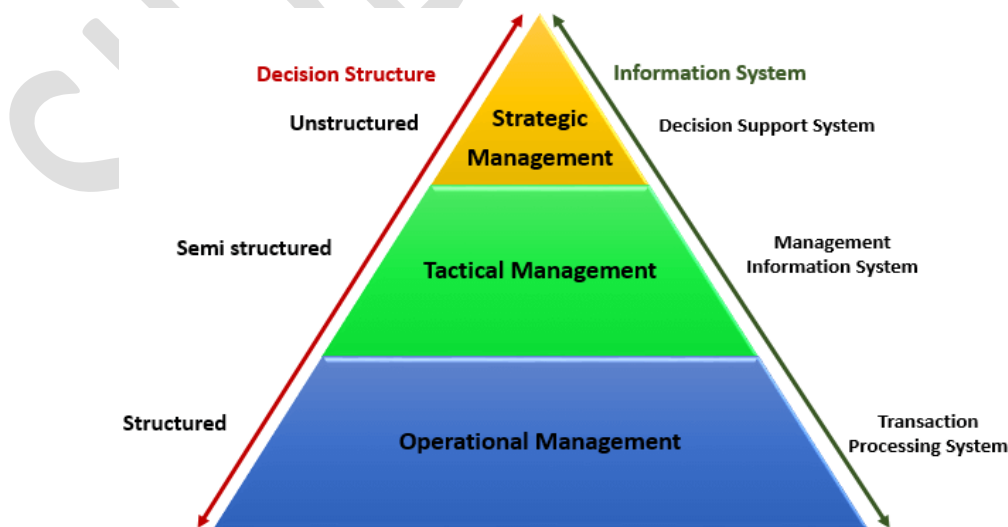 Decision Structure
Information System
Unstructured
Strategic
Management
Decision Support System
Semi structured
Tactical Management
Management
Information System
Structured
Operational Management
Transaction
Processing System